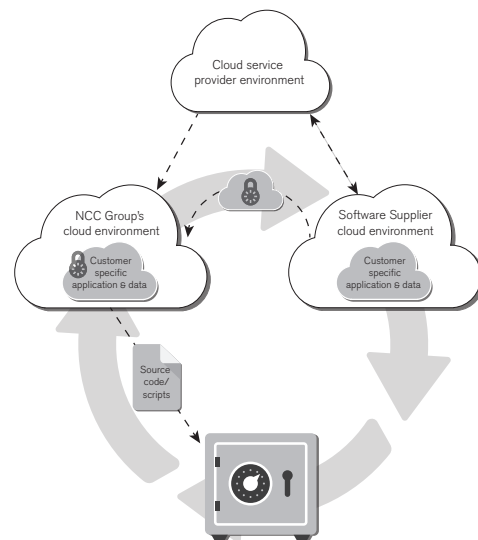 Cloud service
provider environment
NCC Group's
cloud environment
Customer
specific
application & data
Software Supplier
cloud environment
Customer
specific
application & data
Source
code/
scripts